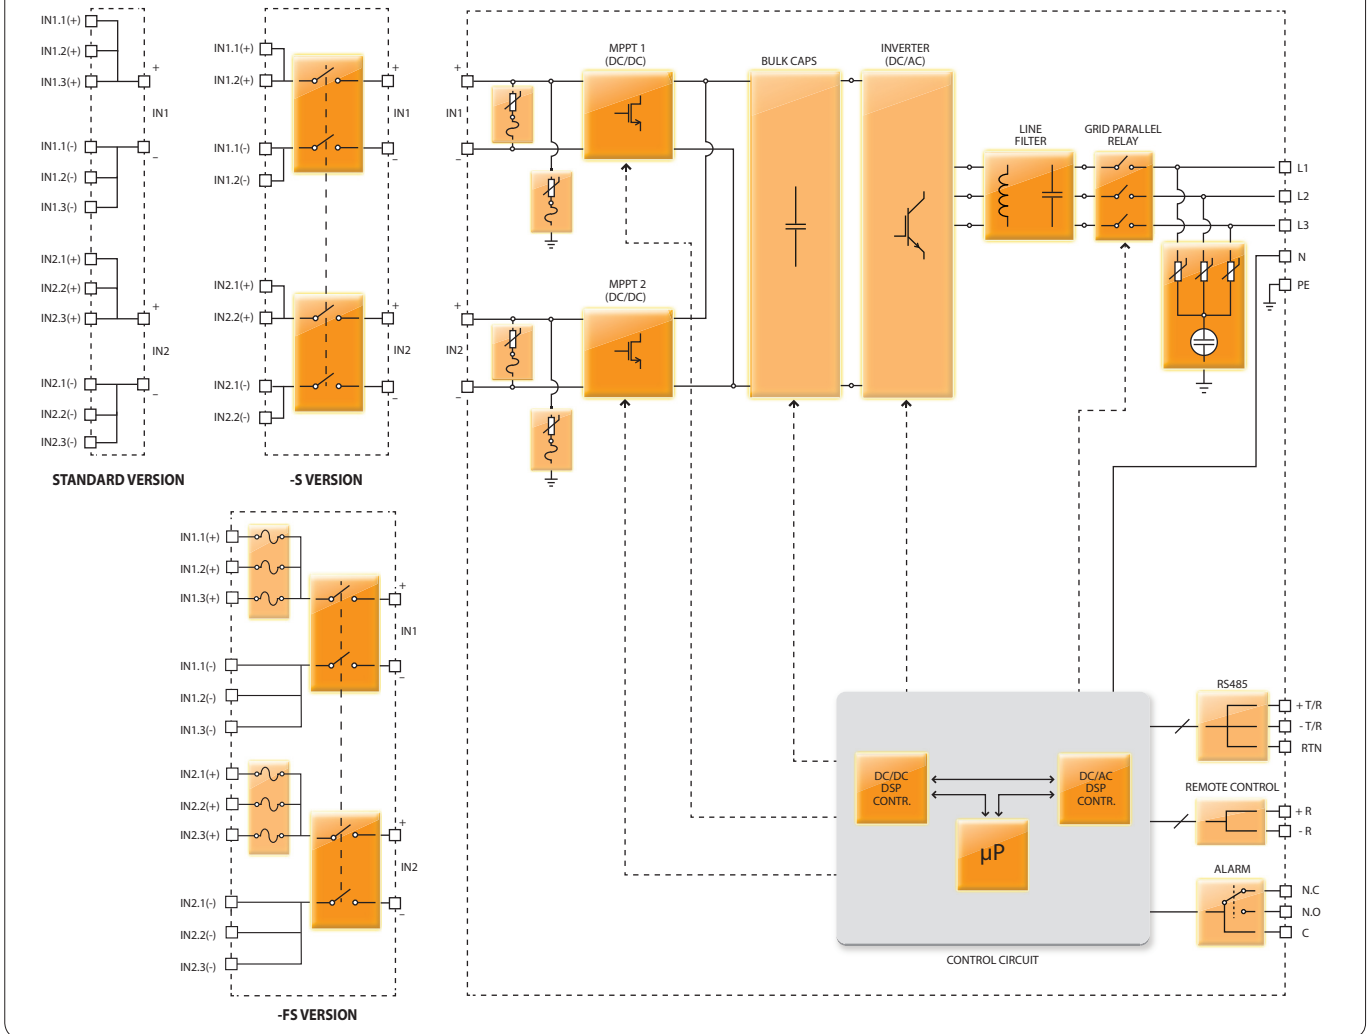 IN1.1(+)
IN1.2(+)
IN1.3(+)
+
IN1
IN1.1(-)
–
IN1.2(-)
IN1.3(-)
IN2.1(+)
IN2.2(+)
IN2.3(+)
+
IN2
IN2.1(-)
–
IN2.2(-)
IN2.3(-)
STANDARD VERSION
IN1.1(+)
IN1.2(+)
+
IN1
IN1.1(-)
–
IN1.2(-)
IN2.1(+)
IN2.2(+)
+
IN2
IN2.1(-)
–
IN2.2(-)
-S VERSION
IN1.1(+)
IN1.2(+)
IN1.3(+)
+
IN1
IN1.1(-)
–
IN1.2(-)
IN1.3(-)
IN2.1(+)
IN2.2(+)
IN2.3(+)
+
IN2
IN2.1(-)
–
IN2.2(-)
IN2.3(-)
-FS VERSION
+
IN1
–
+
IN2
–
MPPT 1
(DC/DC)
MPPT 2
(DC/DC)
BULK CAPS
INVERTER
(DC/AC)
LINE
FILTER
GRID PARALLEL
RELAY
L1
L2
L3
N
PE
DC/DC
DSP
CONTR.
DC/AC
DSP
CONTR.
µP
CONTROL CIRCUIT
RS485
+ T/R
- T/R
RTN
REMOTE CONTROL
+ R
- R
ALARM
N.C
N.O
C